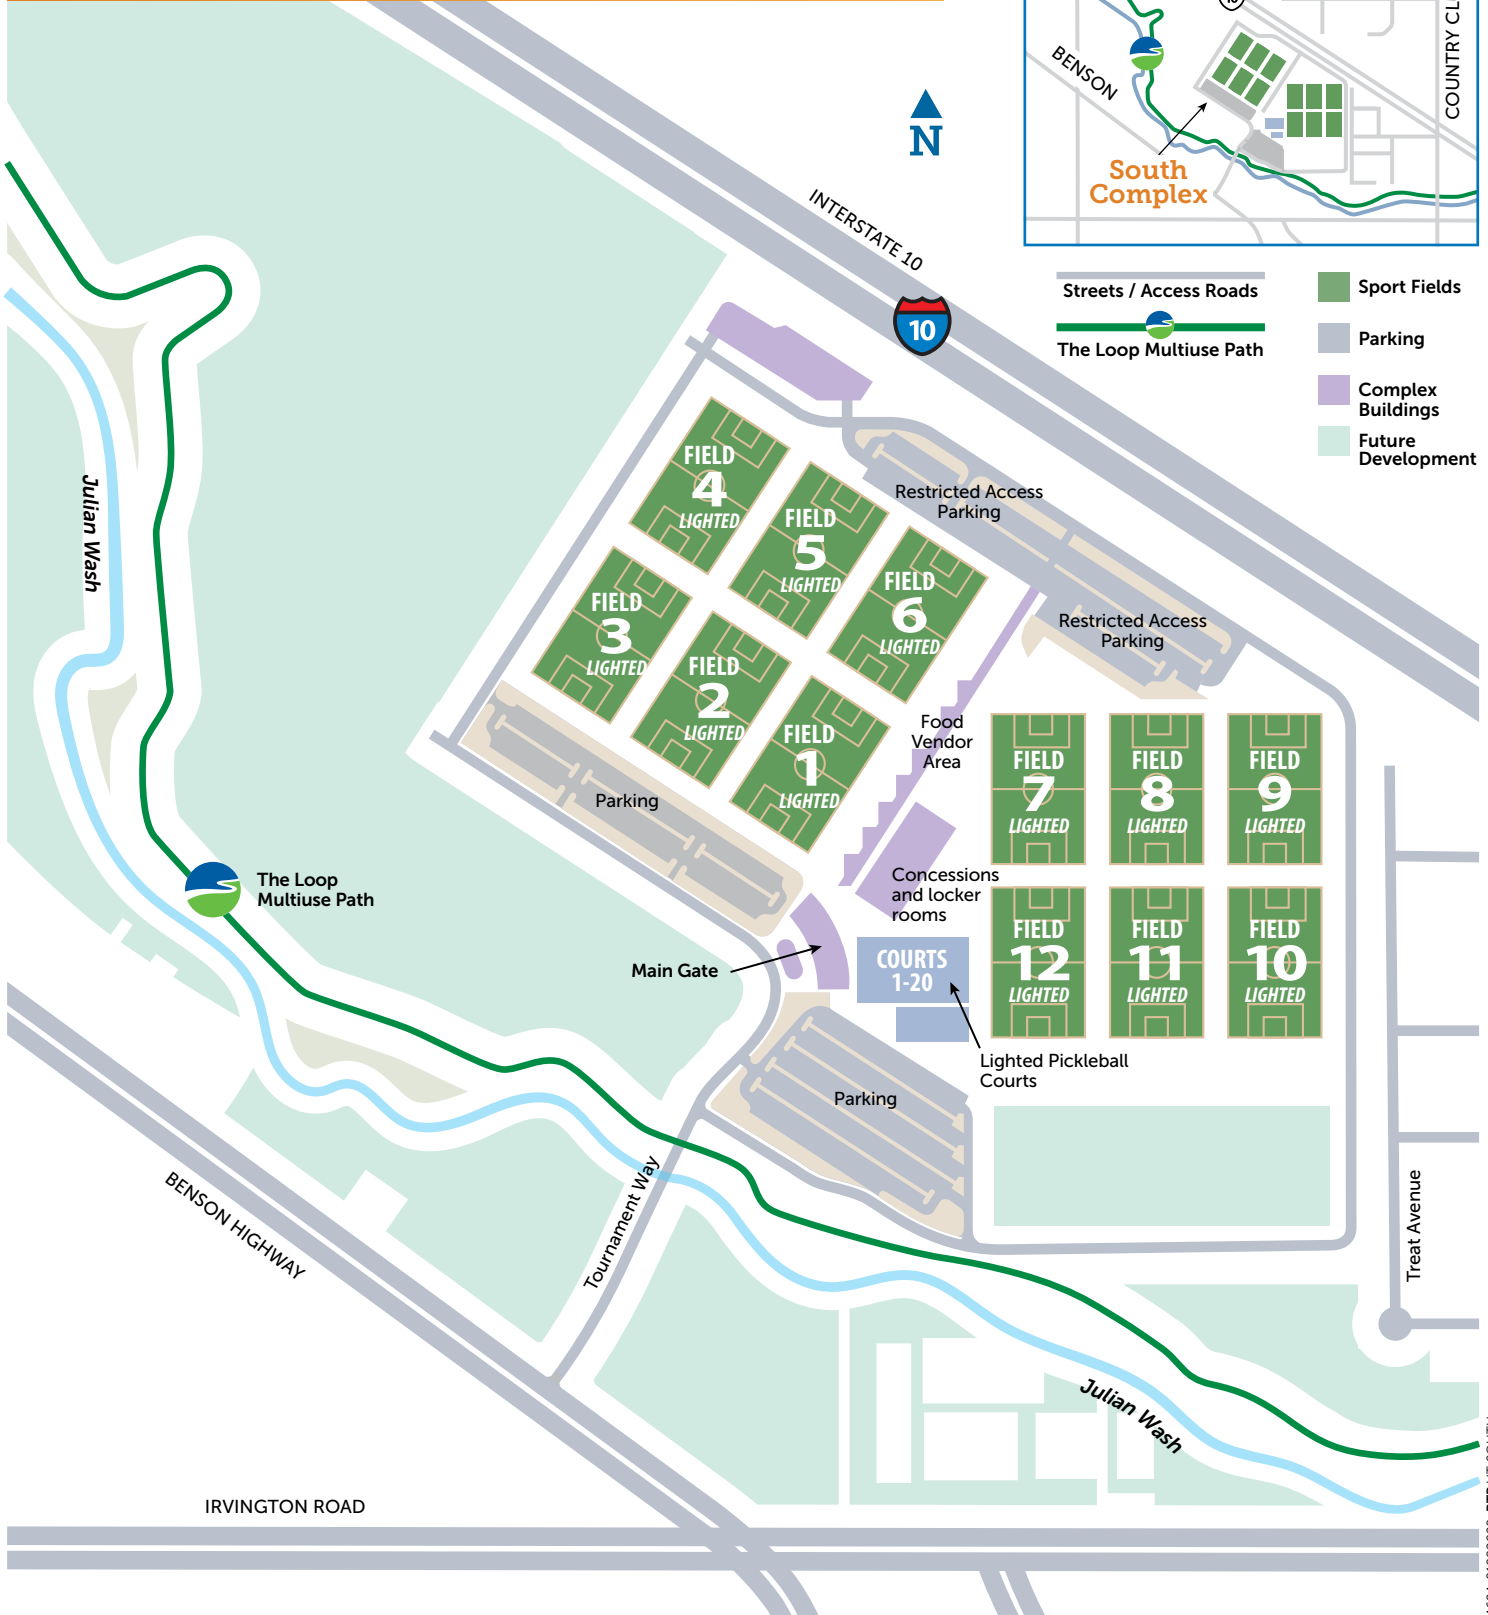 BENSON
COUNTRY CL
South
Complex
N
INTERSTATE 10
10
Streets / Access Roads
The Loop Multiuse Path
Sport Fields
Parking
Complex
Buildings
Future
Development
Julian Wash
FIELD
4
LIGHTED
FIELD
5
LIGHTED
FIELD
6
LIGHTED
FIELD
3
LIGHTED
FIELD
2
LIGHTED
FIELD
1
LIGHTED
Restricted Access
Parking
Restricted Access
Parking
Food
Vendor
Area
FIELD
7
LIGHTED
FIELD
8
LIGHTED
FIELD
9
LIGHTED
Parking
The Loop
Multiuse Path
Concessions
and locker
rooms
FIELD
12
LIGHTED
FIELD
11
LIGHTED
FIELD
10
LIGHTED
Main Gate
COURTS
1-20
Lighted Pickleball
Courts
Parking
BENSON HIGHWAY
Tournament Way
Treat Avenue
Julian Wash
IRVINGTON ROAD